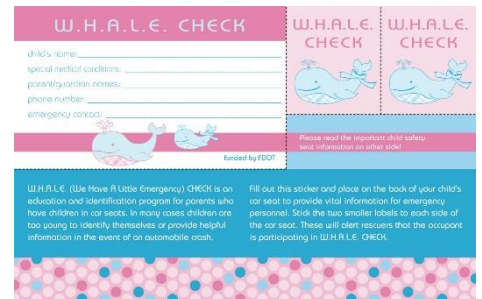 W.H.A.L.E. CHECK
child's name:
special medical conditions:
parent/guardian names:
phone number:
emergency contact:
funded by FDOT
W.H.A.L.E.
CHECK
W.H.A.L.E.
CHECK
Please read the important child safety
seat information on other side!
W.H.A.L.E. (We Have A Little Emergency) CHECK is an
education and identification program for parents who
have children in car seats. In many cases children are
too young to identify themselves or provide helpful
information in the event of an automobile crash.
Fill out this sticker and place on the back of your child's
car seat to provide vital information for emergency
personnel. Stick the two smaller labels to each side of
the car seat. These will alert rescuers that the occupant
is participating in W.H.A.L.E. CHECK.